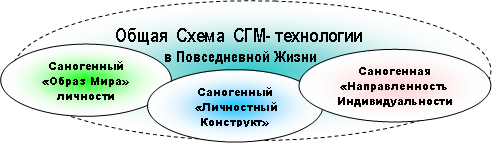 Общая Схема СГМ- технологии
в Повседневной Жизни
Саногенный
«Образ Мира»
личности
Саногенный
«Личностный
Конструкт»
Саногенная
«Направленность
Индивидуальности